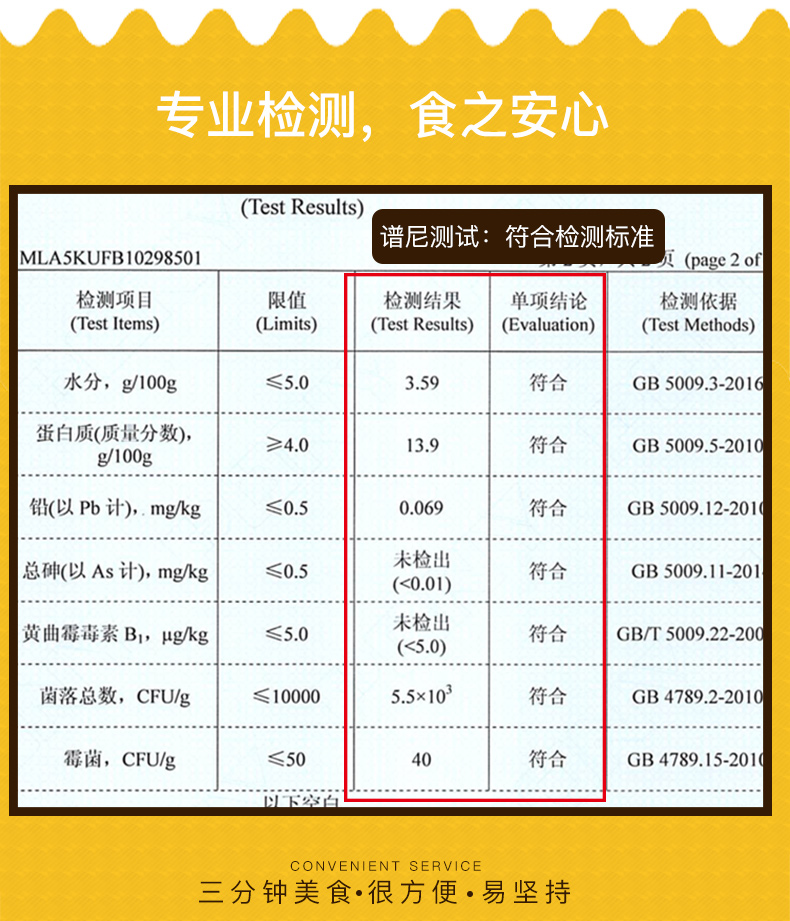 专业检测，食之安心
(Test Results)
谱尼测试：符合检测标准
MLA5KUFB10298501
页 (page 2 of
检测项目 限值 检测结果 单项结论 检测依据
(Test Items) (Limits) (Test Results) (Evaluation) (Test Methods)
水分，g/100g ≤5.0 3.59 符合 GB 5009.3-2016
蛋白质(质量分数)，
g/100g ≥4.0 13.9 符合 GB 5009.5-2010
铅(以 Pb 计)，mg/kg ≤0.5 0.069 符合 GB 5009.12-2010
总砷(以 As 计)，mg/kg ≤0.5 未检出 符合 GB 5009.11-201
(<0.01)
黄曲霉毒素 B₁，μg/kg ≤5.0 未检出 符合 GB/T 5009.22-200
(<5.0)
菌落总数，CFU/g ≤10000 5.5×10³ 符合 GB 4789.2-2010
霉菌，CFU/g ≤50 40 符合 GB 4789.15-2010
以下空白
CONVENIENT SERVICE
三分钟美食•很方便•易坚持